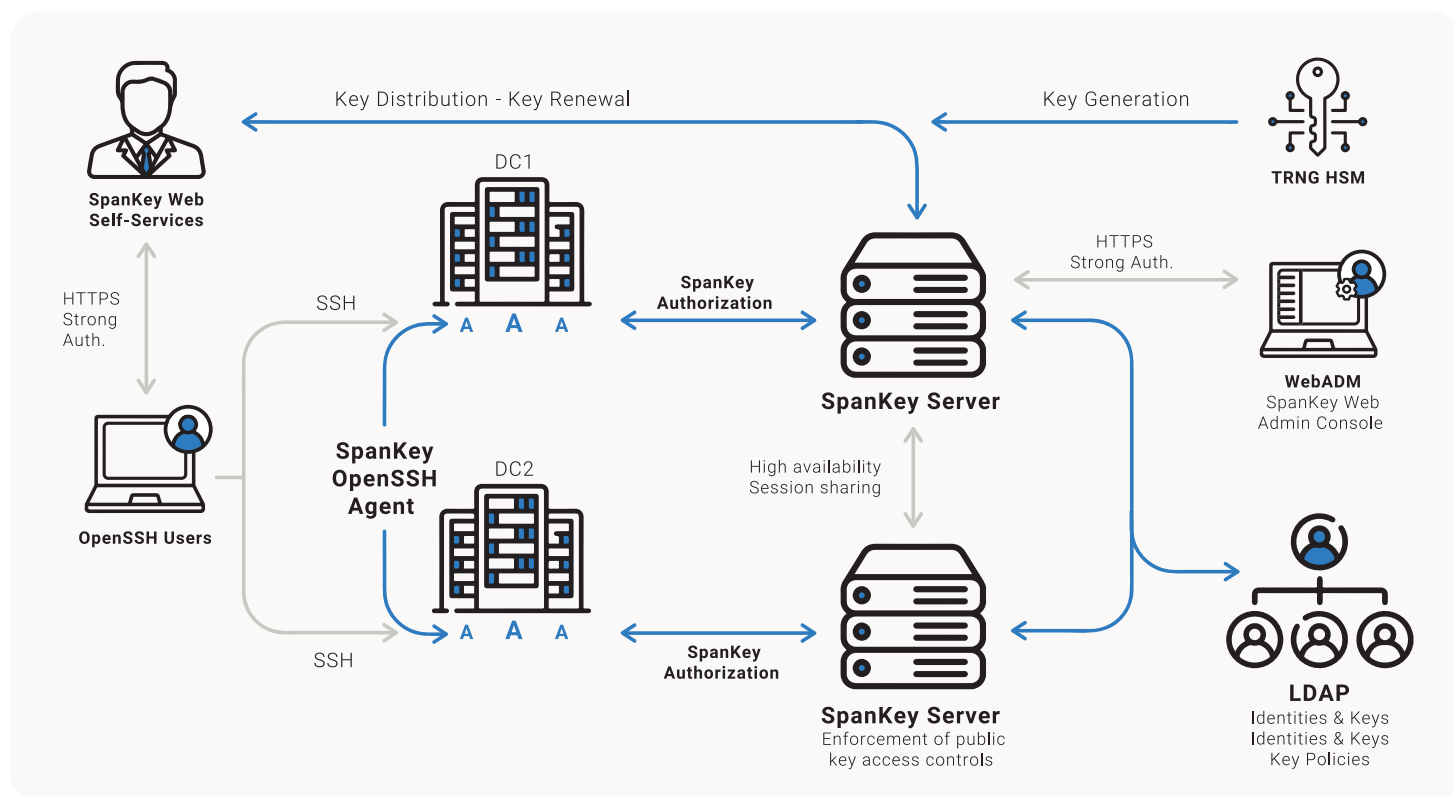 Key Distribution - Key Renewal
Key Generation
SpanKey Web
Self-Services
TRNG HSM
DC1
HTTPS
Strong
Auth.
SSH
A A A
SpanKey
Authorization
HTTPS
Strong Auth.
SpanKey Server
WebADM
SpanKey Web
Admin Console
OpenSSH Users
SpanKey
OpenSSH
Agent
DC2
High availability
Session sharing
SSH
A A A
SpanKey
Authorization
SpanKey Server
Enforcement of public
key access controls
LDAP
Identities & Keys
Identities & Keys
Key Policies